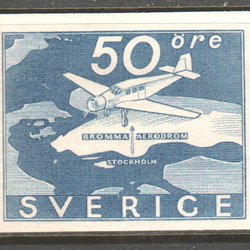 50 öre
BROMMA AERODROM
STOCKHOLM
SVERIGE